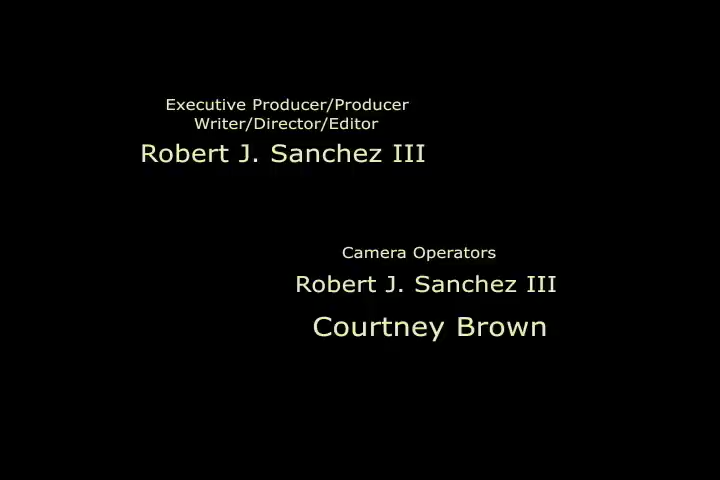 Executive Producer/Producer
Writer/Director/Editor
Robert J. Sanchez III
Camera Operators
Robert J. Sanchez III
Courtney Brown